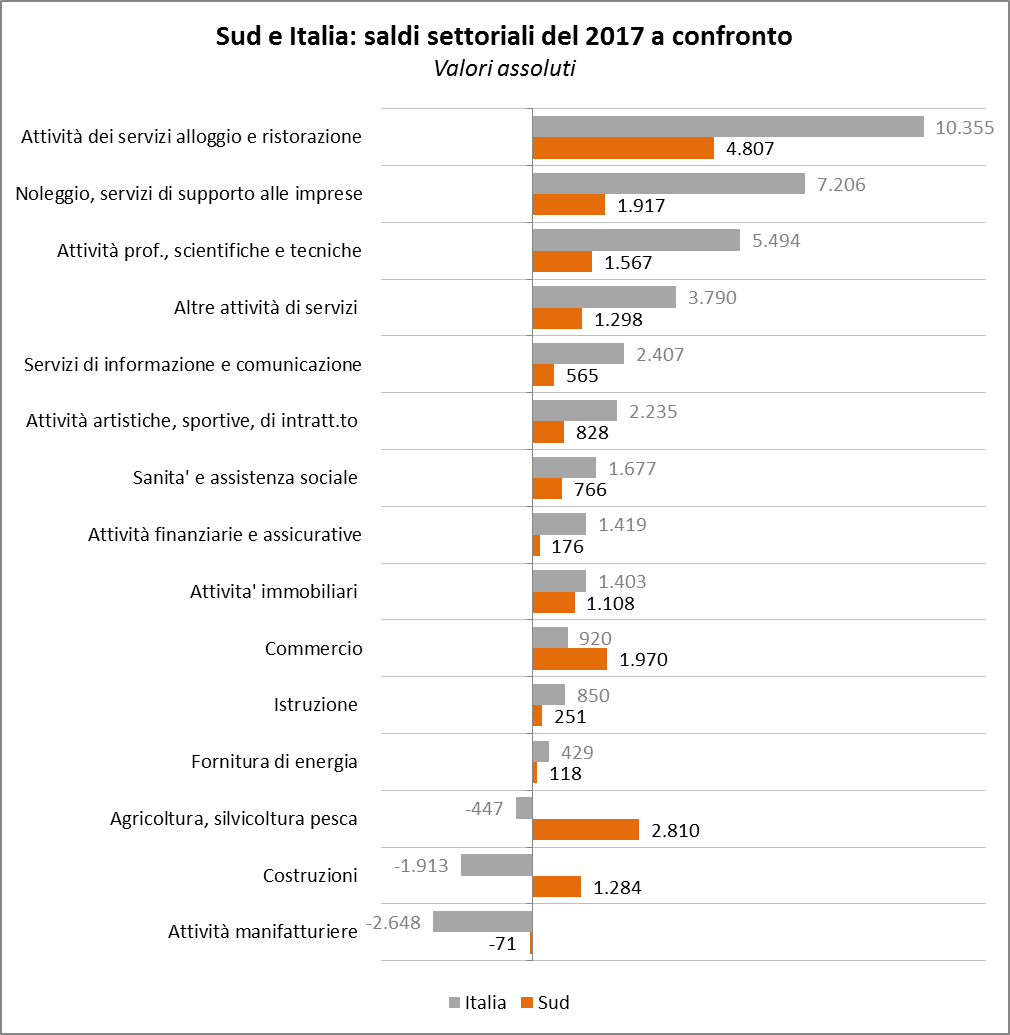 Sud e Italia: saldi settoriali del 2017 a confronto
Valori assoluti
Attività dei servizi alloggio e ristorazione
10.355
4.807
Noleggio, servizi di supporto alle imprese
7.206
1.917
Attività prof., scientifiche e tecniche
5.494
1.567
Altre attività di servizi
3.790
1.298
Servizi di informazione e comunicazione
2.407
565
Attività artistiche, sportive, di intratt.to
2.235
828
Sanita' e assistenza sociale
1.677
766
Attività finanziarie e assicurative
1.419
176
Attivita' immobiliari
1.403
1.108
Commercio
920
1.970
Istruzione
850
251
Fornitura di energia
429
118
Agricoltura, silvicoltura pesca
-447
2.810
Costruzioni
-1.913
1.284
Attività manifatturiere
-2.648
-71
Italia
Sud